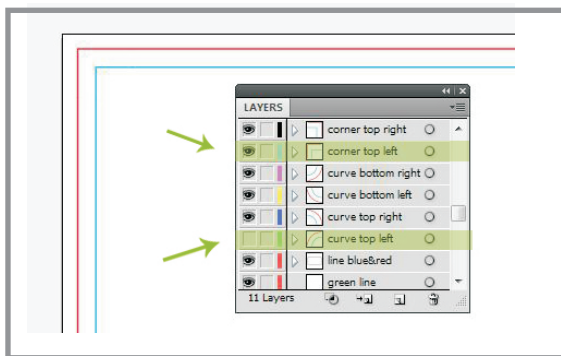 LAYERS
corner top right
corner top left
curve bottom right
curve bottom left
curve top right
curve top left
line blue&red
green line
11 Layers